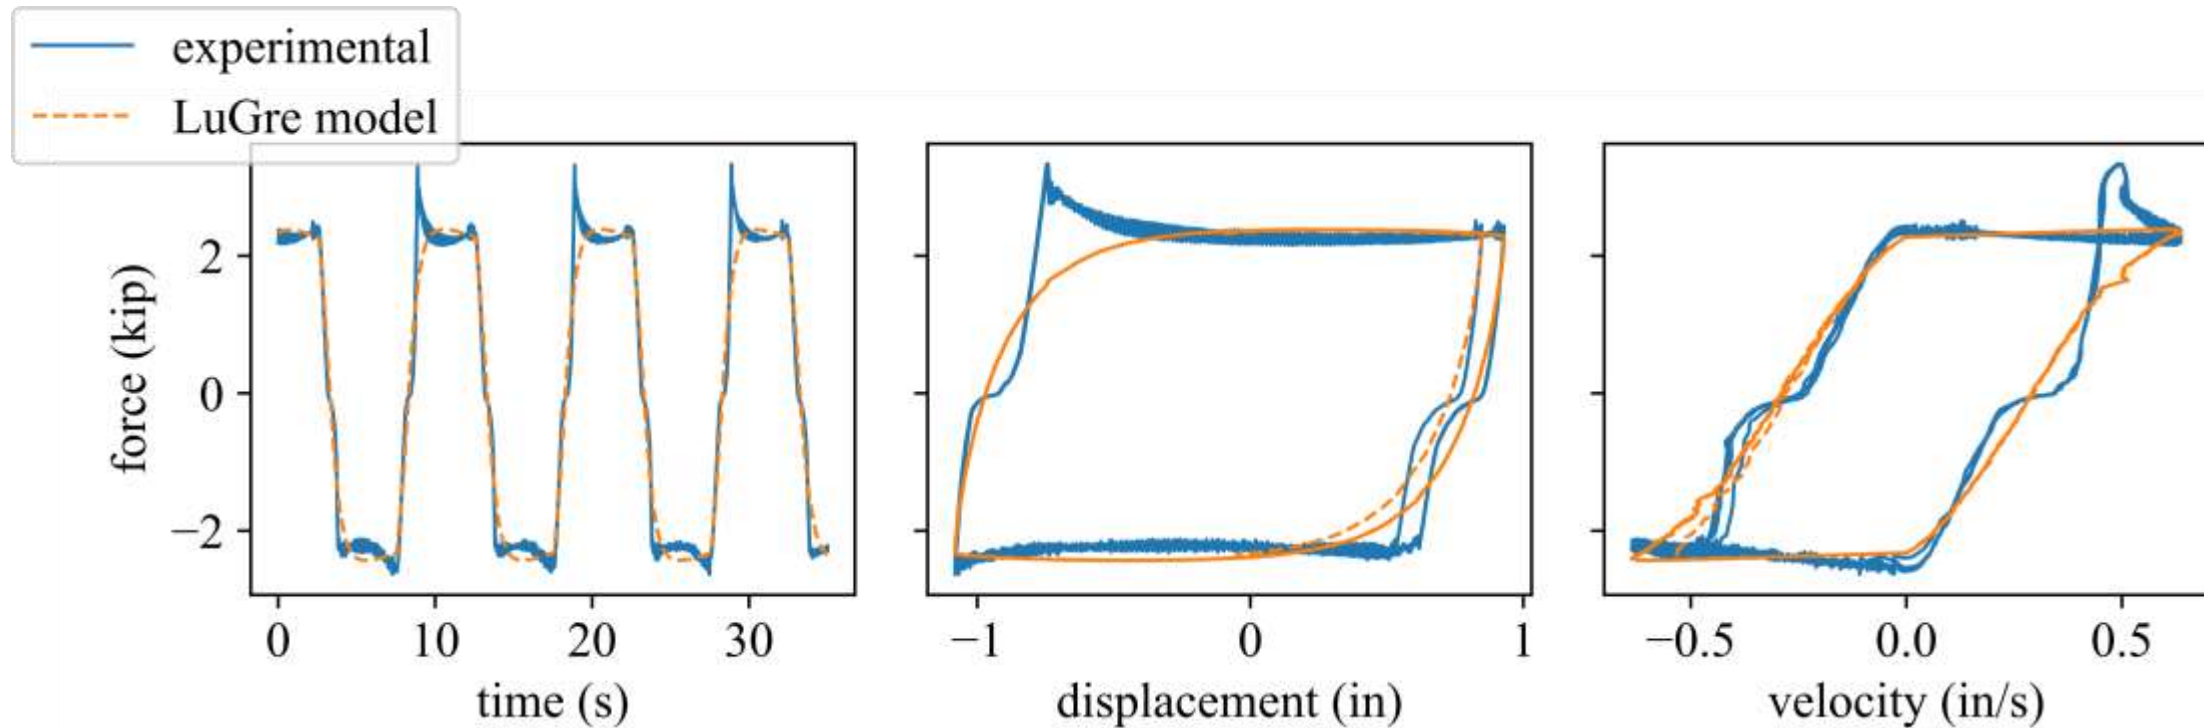 experimental
LuGre model
force (kip)
2
0
−2
0 10 20 30
time (s)
−1 0 1
displacement (in)
−0.5 0.0 0.5
velocity (in/s)